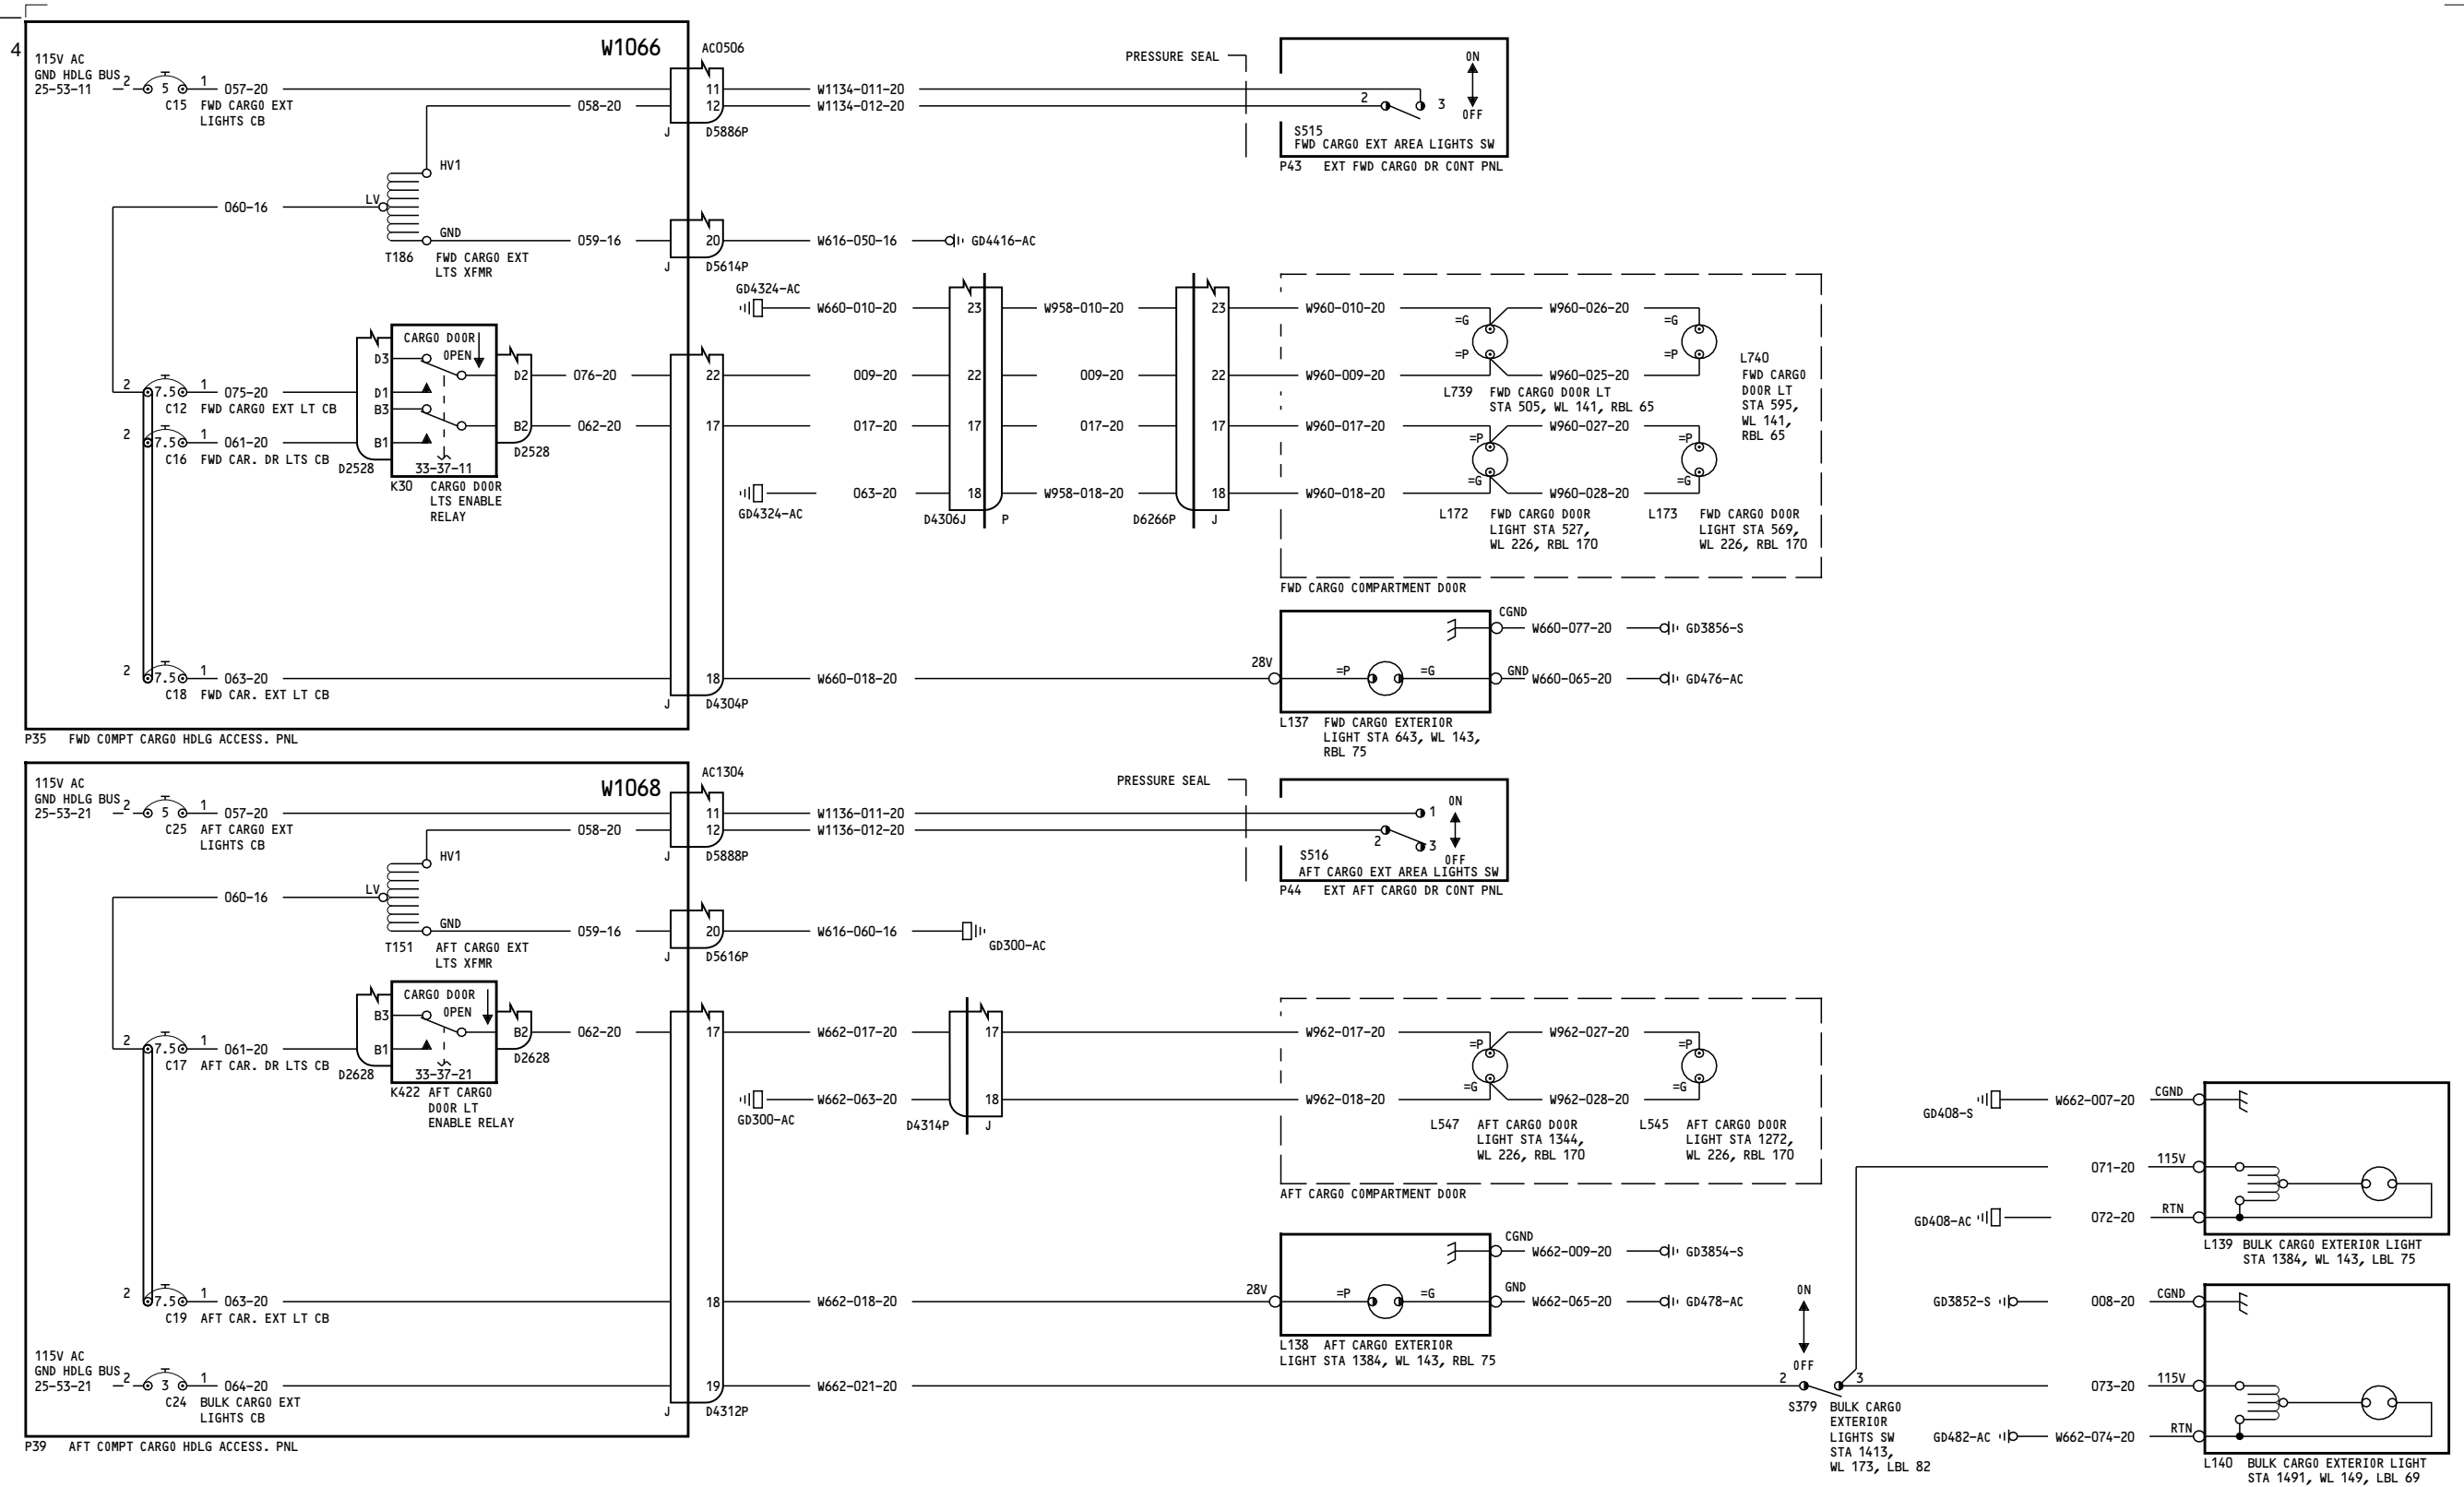 4
115V AC
GND HDLG BUS
25-53-11
2
5
1
057-20
C15 FWD CARGO EXT
LIGHTS CB
W1066
AC0506
058-20
11
12
J
D5886P
W1134-011-20
W1134-012-20
PRESSURE SEAL
ON
OFF
2
3
S515
FWD CARGO EXT AREA LIGHTS SW
P43 EXT FWD CARGO DR CONT PNL
HV1
LV
060-16
GND
059-16
T186 FWD CARGO EXT
LTS XFMR
20
J
D5614P
W616-050-16
GD4416-AC
GD4324-AC
W660-010-20
23
W958-010-20
23
W960-010-20
=G
W960-026-20
=G
CARGO DOOR
OPEN
D3
D2
076-20
22
009-20
22
009-20
22
W960-009-20
=P
W960-025-20
=P
L740
FWD CARGO
DOOR LT
STA 595,
WL 141,
RBL 65
L739 FWD CARGO DOOR LT
STA 505, WL 141, RBL 65
2
7.5
1
075-20
D1
C12 FWD CARGO EXT LT CB
B3
B2
062-20
17
017-20
17
017-20
17
W960-017-20
=P
W960-027-20
=P
2
7.5
1
061-20
B1
C16 FWD CAR. DR LTS CB
D2528
33-37-11
D2528
K30 CARGO DOOR
LTS ENABLE
RELAY
GD4324-AC
063-20
18
W958-018-20
18
W960-018-20
=G
W960-028-20
=G
D4306J
P
D6266P
J
L172 FWD CARGO DOOR
LIGHT STA 527,
WL 226, RBL 170
L173 FWD CARGO DOOR
LIGHT STA 569,
WL 226, RBL 170
FWD CARGO COMPARTMENT DOOR
CGND
W660-077-20
GD3856-S
2
7.5
1
063-20
C18 FWD CAR. EXT LT CB
18
J
D4304P
W660-018-20
28V
=P
=G
GND
W660-065-20
GD476-AC
L137 FWD CARGO EXTERIOR
LIGHT STA 643, WL 143,
RBL 75
P35 FWD COMPT CARGO HDLG ACCESS. PNL
115V AC
GND HDLG BUS
25-53-21
2
5
1
057-20
C25 AFT CARGO EXT
LIGHTS CB
W1068
AC1304
058-20
11
12
J
D5888P
W1136-011-20
W1136-012-20
PRESSURE SEAL
1
ON
2
3
OFF
S516
AFT CARGO EXT AREA LIGHTS SW
P44 EXT AFT CARGO DR CONT PNL
HV1
LV
060-16
GND
059-16
T151 AFT CARGO EXT
LTS XFMR
20
J
D5616P
W616-060-16
GD300-AC
CARGO DOOR
OPEN
B3
B2
062-20
17
W662-017-20
17
W962-017-20
=P
W962-027-20
=P
2
7.5
1
061-20
B1
C17 AFT CAR. DR LTS CB
D2628
33-37-21
D2628
K422 AFT CARGO
DOOR LT
ENABLE RELAY
GD300-AC
W662-063-20
18
W962-018-20
=G
W962-028-20
=G
D4314P
J
L547 AFT CARGO DOOR
LIGHT STA 1344,
WL 226, RBL 170
L545 AFT CARGO DOOR
LIGHT STA 1272,
WL 226, RBL 170
AFT CARGO COMPARTMENT DOOR
GD408-S
W662-007-20
CGND
071-20
115V
GD408-AC
072-20
RTN
L139 BULK CARGO EXTERIOR LIGHT
STA 1384, WL 143, LBL 75
CGND
W662-009-20
GD3854-S
2
7.5
1
063-20
C19 AFT CAR. EXT LT CB
18
W662-018-20
28V
=P
=G
GND
W662-065-20
GD478-AC
L138 AFT CARGO EXTERIOR
LIGHT STA 1384, WL 143, RBL 75
GD3852-S
008-20
CGND
115V AC
GND HDLG BUS
25-53-21
2
3
1
064-20
C24 BULK CARGO EXT
LIGHTS CB
19
J
D4312P
W662-021-20
ON
OFF
2
3
S379 BULK CARGO
EXTERIOR
LIGHTS SW
STA 1413,
WL 173, LBL 82
073-20
115V
GD482-AC
W662-074-20
RTN
L140 BULK CARGO EXTERIOR LIGHT
STA 1491, WL 149, LBL 69
P39 AFT COMPT CARGO HDLG ACCESS. PNL